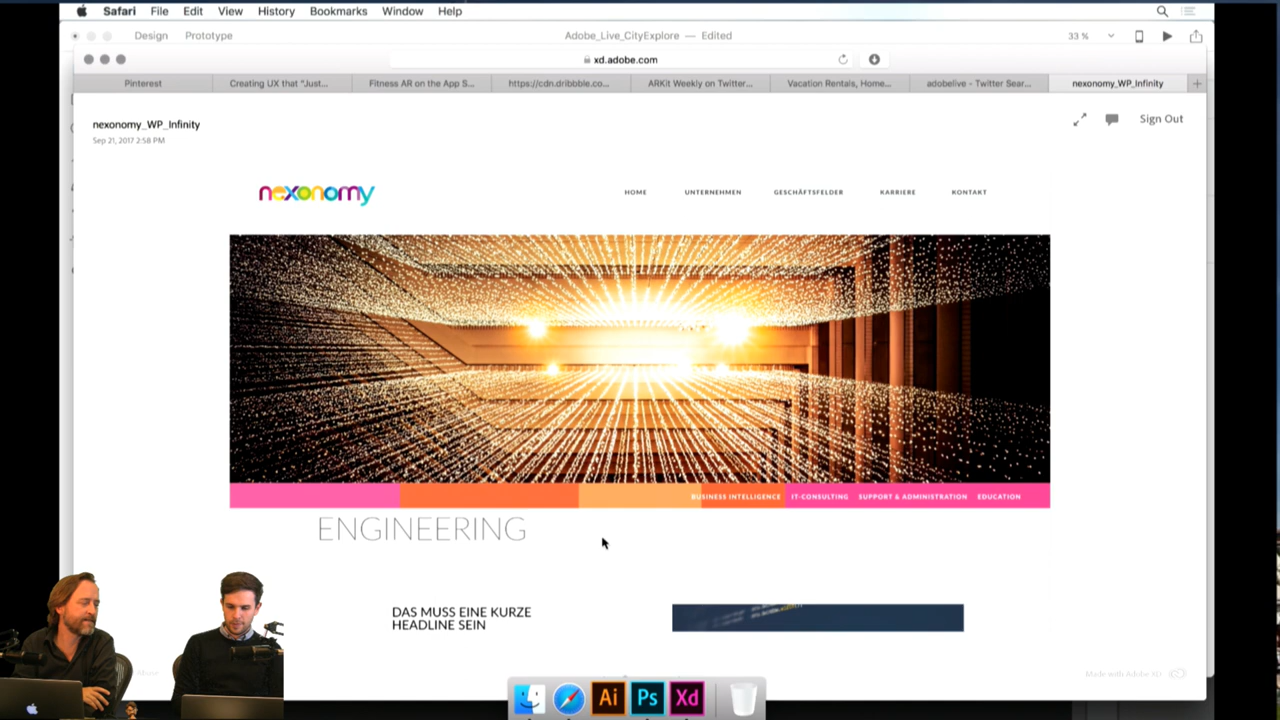 Safari File Edit View History Bookmarks Window Help
Design Prototype Adobe_Live_CityExplore — Edited 33 %
xd.adobe.com
Pinterest Creating UX that "Just... Fitness AR on the App S... https://cdn.dribbble.co... ARKit Weekly on Twitter... Vacation Rentals, Home... adobelive - Twitter Sear... nexonomy_WP_Infinity
nexonomy_WP_Infinity
Sep 21, 2017 2:58 PM
Sign Out
nexonomy
HOME UNTERNEHMEN GESCHÄFTSFELDER KARRIERE KONTAKT
BUSINESS INTELLIGENCE IT-CONSULTING SUPPORT & ADMINISTRATION EDUCATION
ENGINEERING
DAS MUSS EINE KURZE
HEADLINE SEIN
Made with Adobe XD
Ai Ps Xd